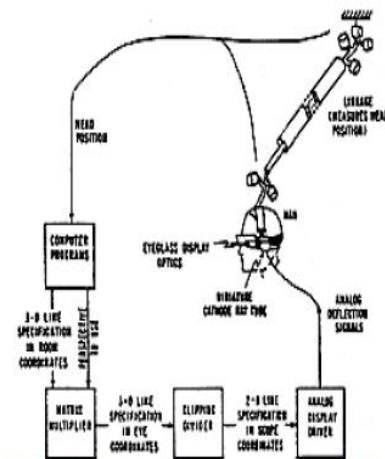 LINKAGE
(MEASURES HEAD
POSITION)
HEAD
POSITION
MAN
EYEGLASS DISPLAY
OPTICS
COMPUTER
PROGRAMS
MINIATURE
CATHODE RAY TUBE
ANALOG
DEFLECTION
SIGNALS
3-D LINE
SPECIFICATION
IN ROOM
COORDINATES
PERSPECTIVE
MATRIX
MULTIPLIER
3-D LINE
SPECIFICATION
IN EYE
COORDINATES
CLIPPING
DIVIDER
2-D LINE
SPECIFICATION
IN SCOPE
COORDINATES
ANALOG
DISPLAY
DRIVER